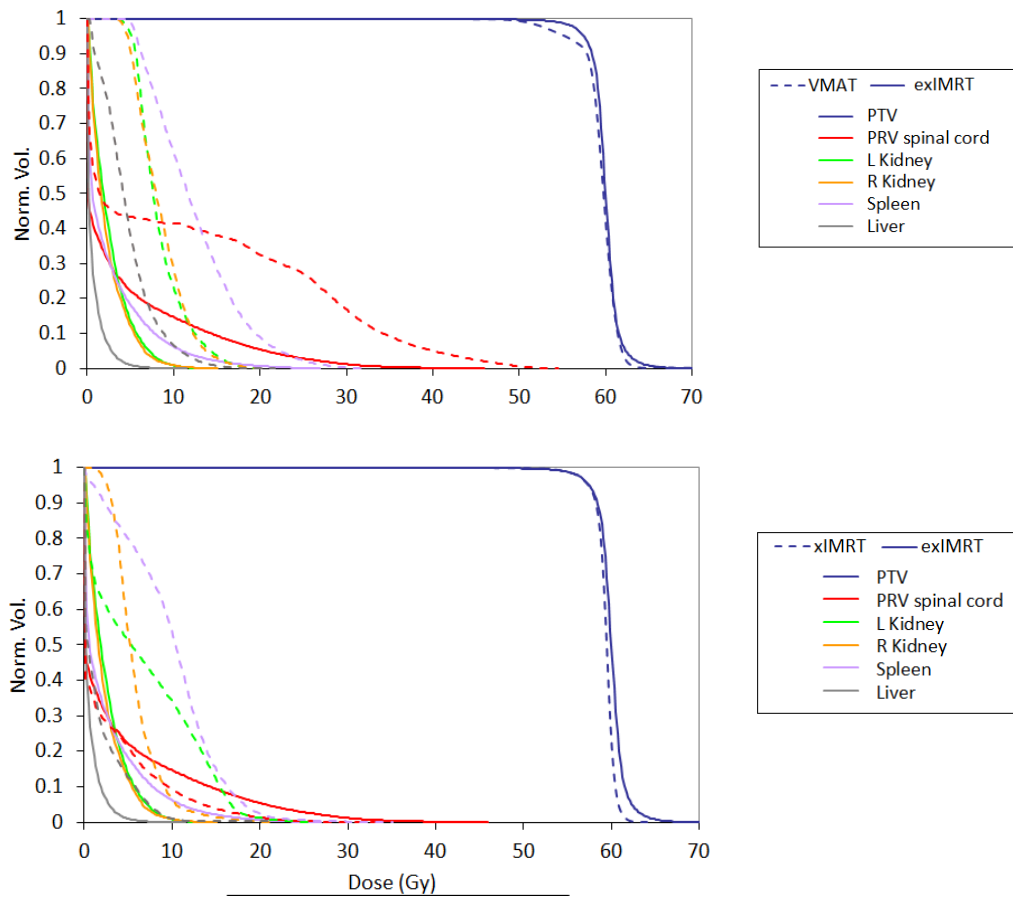 1
0.9
0.8
0.7
0.6
0.5
0.4
0.3
0.2
0.1
0
Norm. Vol.
0 10 20 30 40 50 60 70
VMAT exIMRT
PTV
PRV spinal cord
L Kidney
R Kidney
Spleen
Liver
1
0.9
0.8
0.7
0.6
0.5
0.4
0.3
0.2
0.1
0
Norm. Vol.
0 10 20 30 40 50 60 70
Dose (Gy)
xIMRT exIMRT
PTV
PRV spinal cord
L Kidney
R Kidney
Spleen
Liver